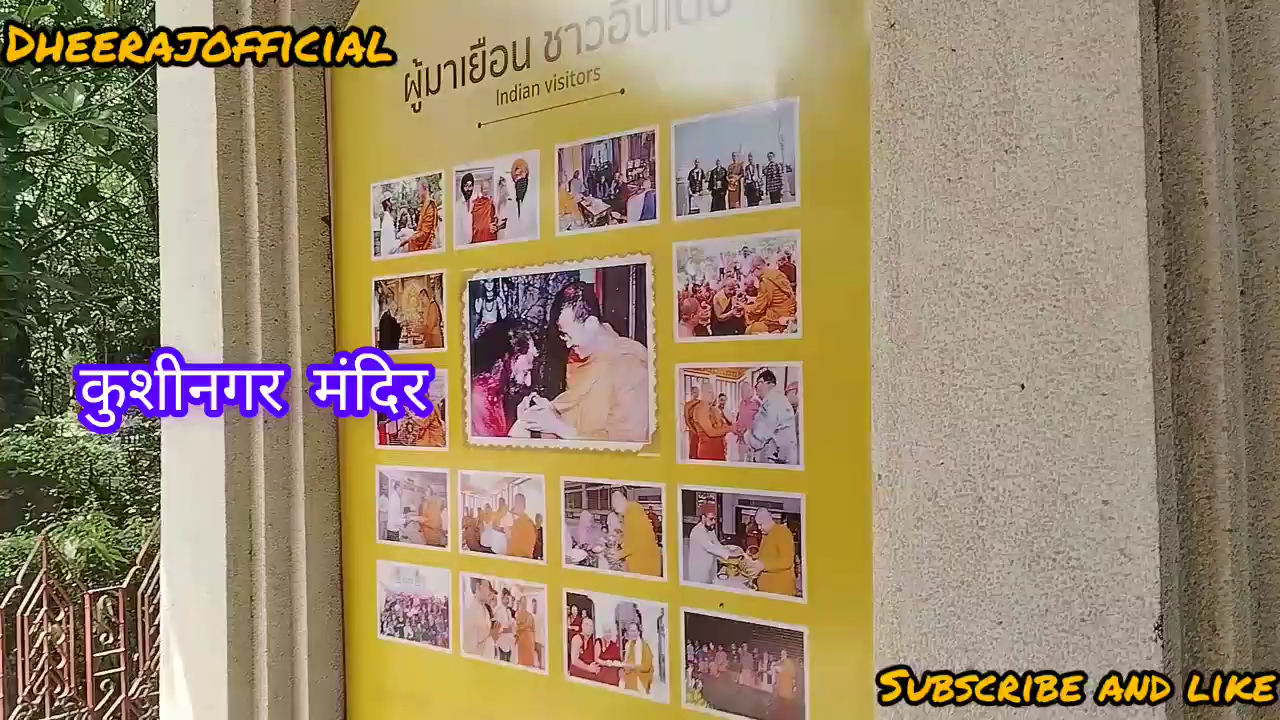 DHEERAJOFFICIAL
ผู้มาเยือน ชาวอินเดีย
Indian visitors
कुशीनगर मंदिर
SUBSCRIBE AND LIKE